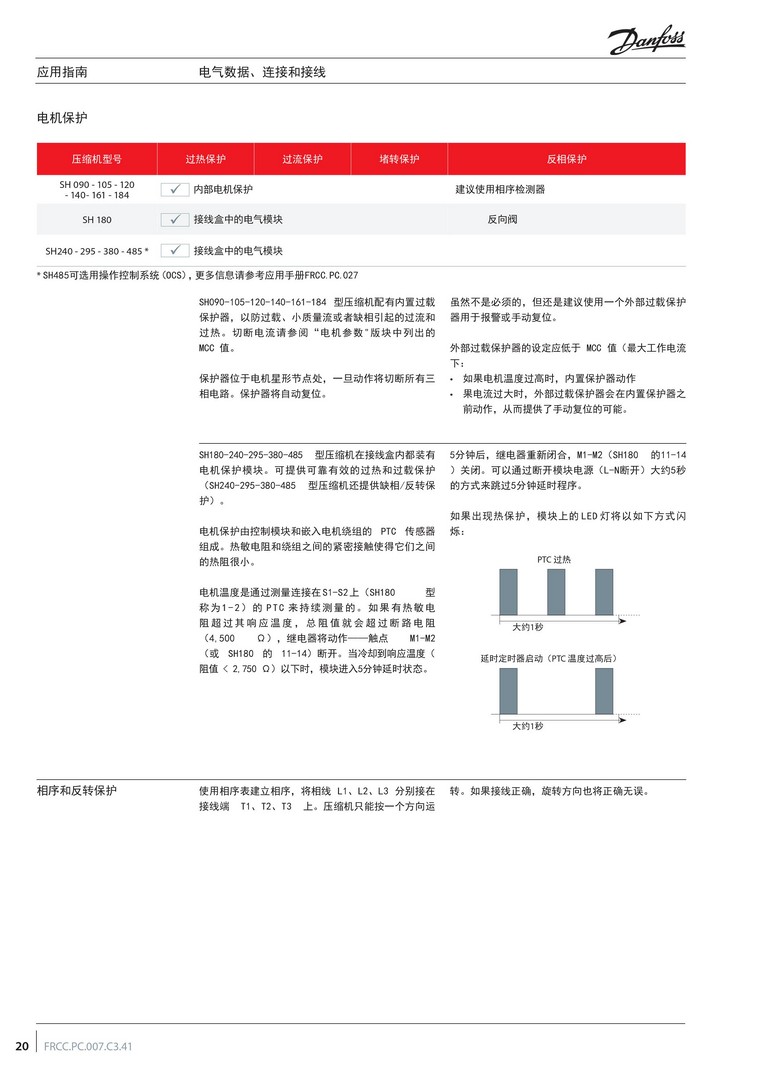 Danfoss
应用指南
电气数据、连接和接线
电机保护
压缩机型号 过热保护 过流保护 堵转保护 反相保护
SH 090 - 105 - 120
- 140- 161 - 184
✓ 内部电机保护 建议使用相序检测器
SH 180 ✓ 接线盒中的电气模块 反向阀
SH240 - 295 - 380 - 485 * ✓ 接线盒中的电气模块
* SH485可选用操作控制系统(OCS),更多信息请参考应用手册FRCC.PC.027
SH090-105-120-140-161-184 型压缩机配有内置过载
保护器，以防过载、小质量流或者缺相引起的过流和
过热。切断电流请参阅“电机参数"版块中列出的
MCC 值。
保护器位于电机星形节点处，一旦动作将切断所有三
相电路。保护器将自动复位。
虽然不是必须的，但还是建议使用一个外部过载保护
器用于报警或手动复位。
外部过载保护器的设定应低于 MCC 值（最大工作电流
下：
• 如果电机温度过高时，内置保护器动作
• 果电流过大时，外部过载保护器会在内置保护器之
前动作，从而提供了手动复位的可能。
SH180-240-295-380-485 型压缩机在接线盒内都装有
电机保护模块。可提供可靠有效的过热和过载保护
（SH240-295-380-485 型压缩机还提供缺相/反转保
护）。
电机保护由控制模块和嵌入电机绕组的 PTC 传感器
组成。热敏电阻和绕组之间的紧密接触使得它们之间
的热阻很小。
电机温度是通过测量连接在S1-S2上（SH180 型
称为1-2）的PTC来持续测量的。如果有热敏电
阻超过其响应温度，总阻值就会超过断路电阻
（4,500 Ω），继电器将动作——触点 M1-M2
（或 SH180 的 11-14）断开。当冷却到响应温度（
阻值 < 2,750 Ω）以下时，模块进入5分钟延时状态。
5分钟后，继电器重新闭合，M1-M2（SH180 的11-14
）关闭。可以通过断开模块电源（L-N断开）大约5秒
的方式来跳过5分钟延时程序。
如果出现热保护，模块上的LED灯将以如下方式闪
烁：
PTC 过热
大约1秒
延时定时器启动（PTC 温度过高后）
大约1秒
相序和反转保护
使用相序表建立相序，将相线 L1、L2、L3 分别接在
接线端 T1、T2、T3 上。压缩机只能按一个方向运
转。如果接线正确，旋转方向也将正确无误。
20 FRCC.PC.007.C3.41